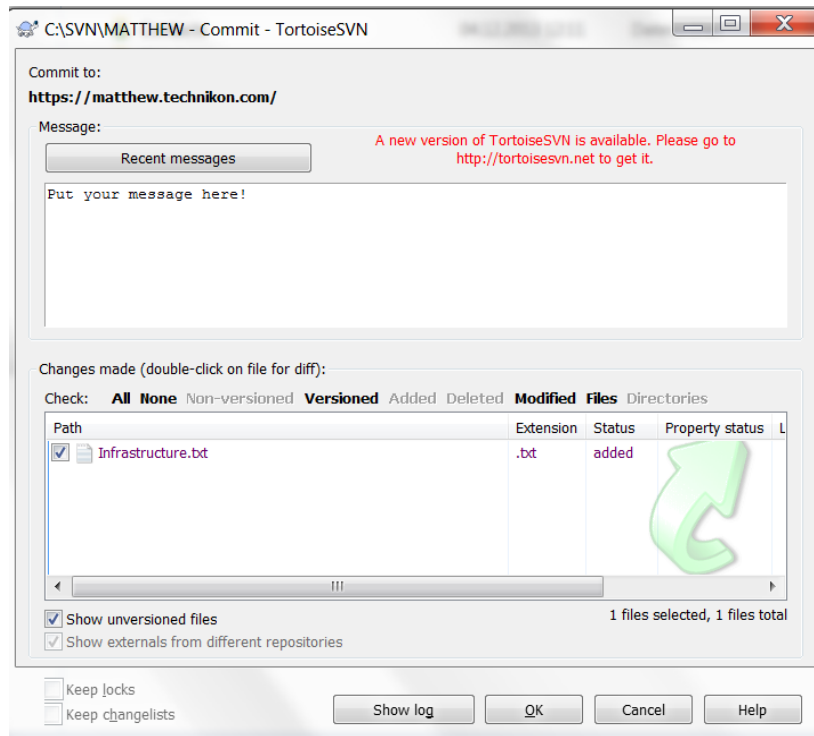 C:\SVN\MATTHEW - Commit - TortoiseSVN
Commit to:
https://matthew.technikon.com/
Message:
Recent messages
A new version of TortoiseSVN is available. Please go to
http://tortoisesvn.net to get it.
Put your message here!
Changes made (double-click on file for diff):
Check: All None Non-versioned Versioned Added Deleted Modified Files Directories
Path Extension Status Property status L
Infrastructure.txt .txt added
Show unversioned files
1 files selected, 1 files total
Show externals from different repositories
Keep locks
Keep changelists
Show log OK Cancel Help